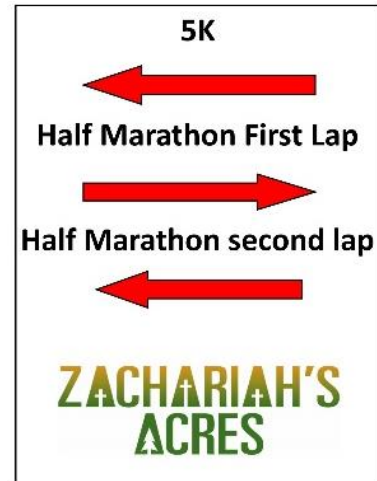 5K
Half Marathon First Lap
Half Marathon second lap
ZACHARIAH'S
ACRES